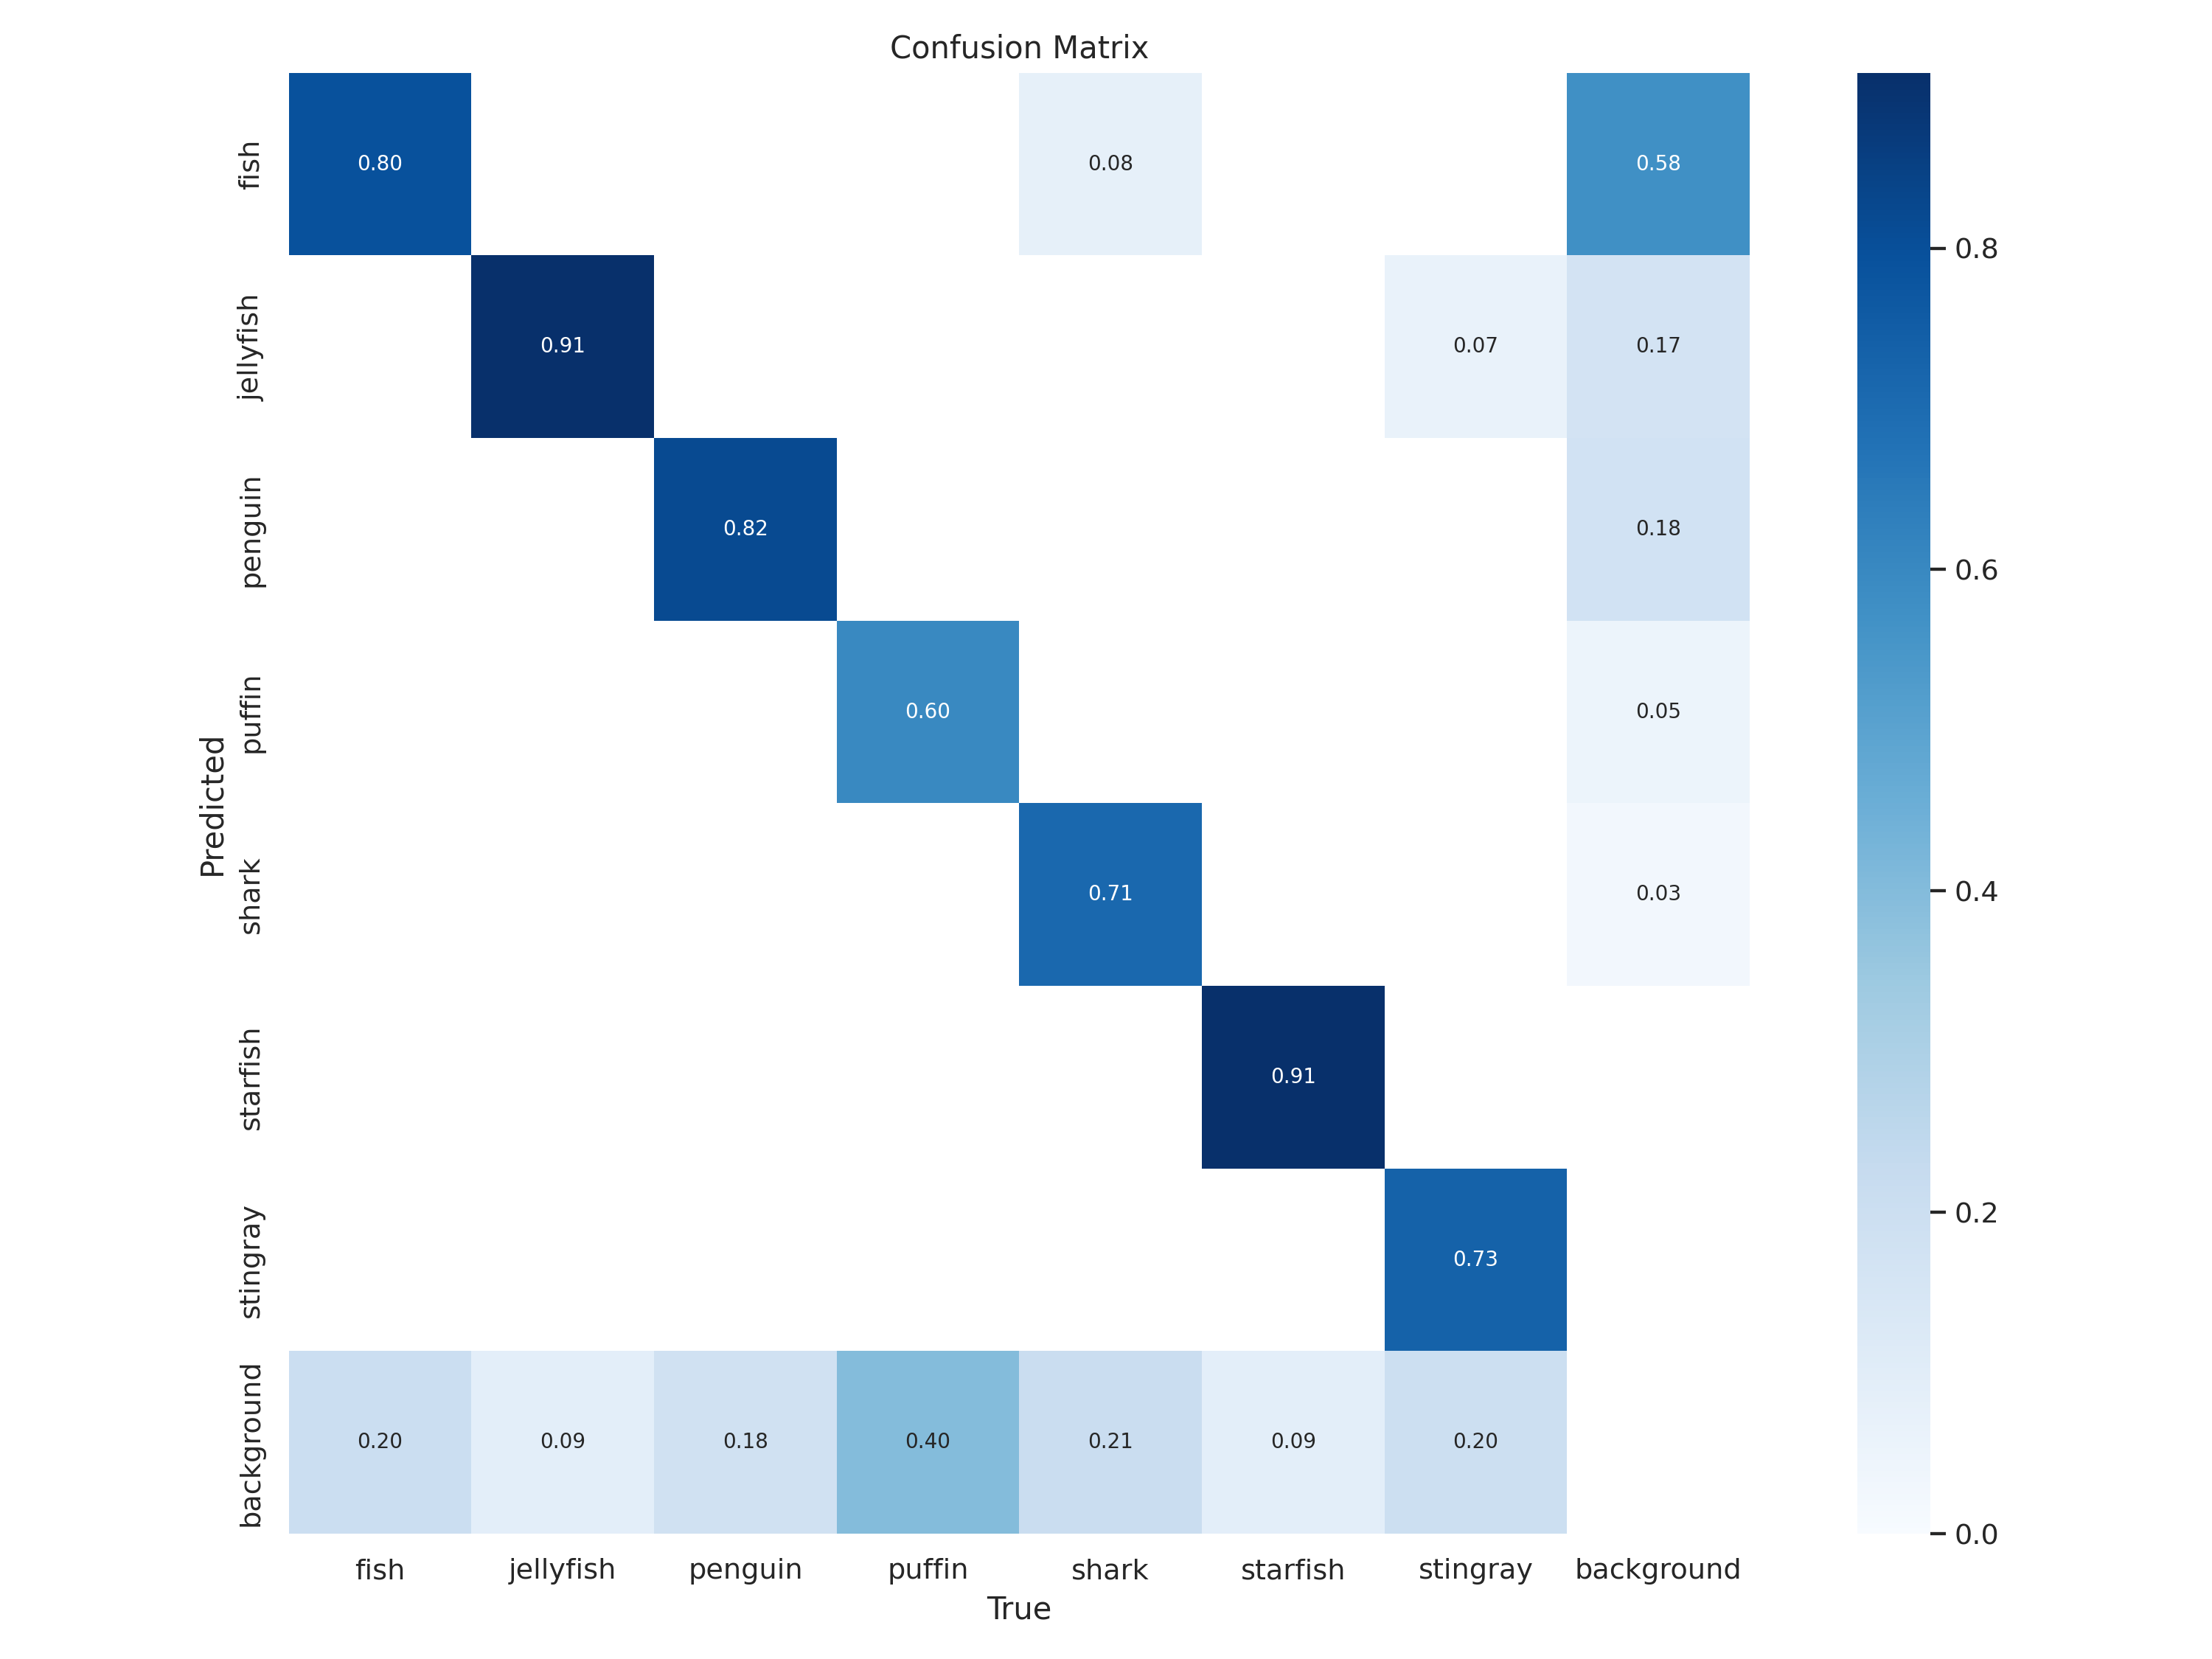 Confusion Matrix
fish
0.80
0.08
0.58
0.8
jellyfish
0.91
0.07
0.17
penguin
0.82
0.18
0.6
puffin
0.60
0.05
Predicted
shark
0.71
0.03
0.4
starfish
0.91
stingray
0.73
0.2
background
0.20
0.09
0.18
0.40
0.21
0.09
0.20
0.0
fish jellyfish penguin puffin shark starfish stingray background
True